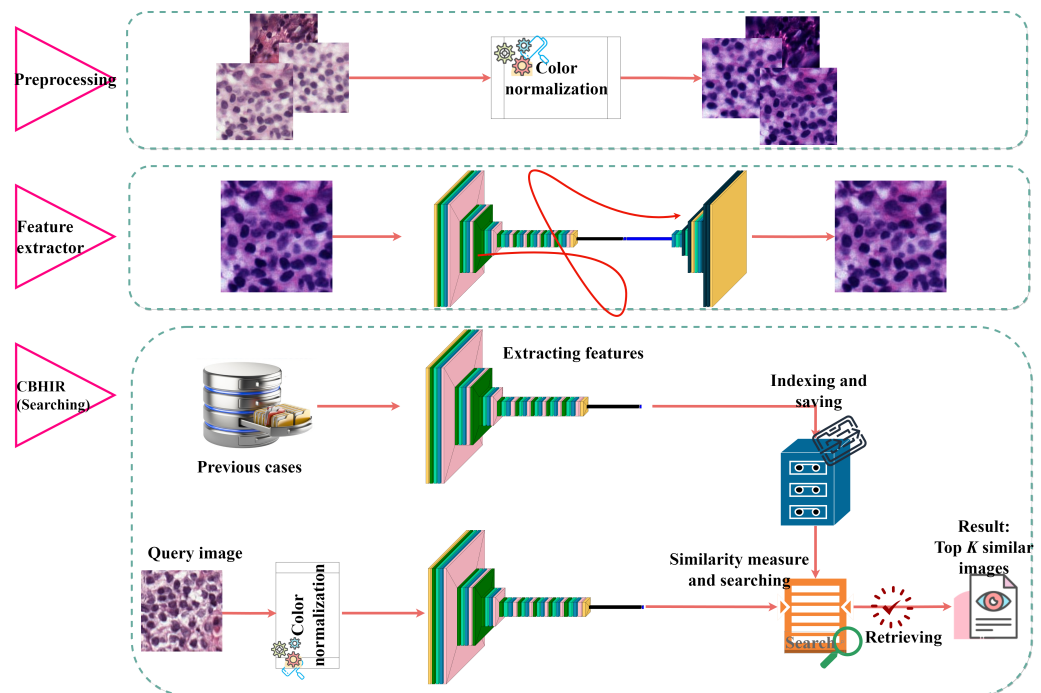 Preprocessing
Color
normalization
Feature
extractor
CBHIR
(Searching)
Extracting features
Indexing and
saving
Previous cases
Query image
Color
normalization
Similarity measure
and searching
Search
Retrieving
Result:
Top K similar
images